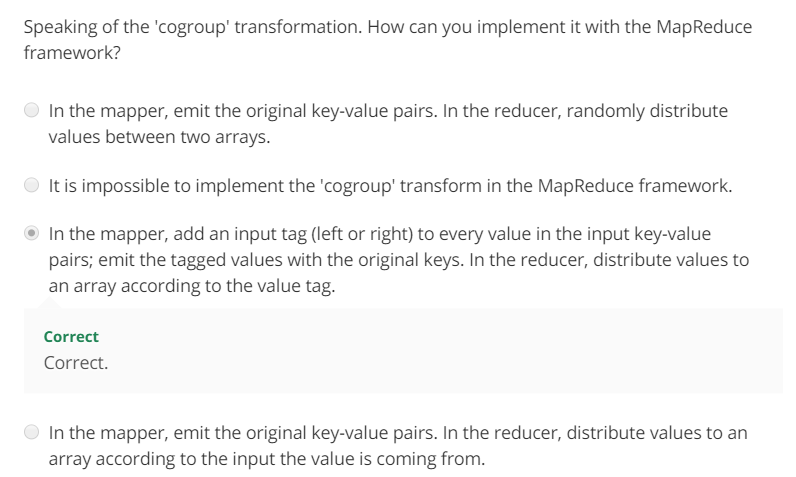 Speaking of the 'cogroup' transformation. How can you implement it with the MapReduce
framework?
In the mapper, emit the original key-value pairs. In the reducer, randomly distribute
values between two arrays.
It is impossible to implement the 'cogroup' transform in the MapReduce framework.
In the mapper, add an input tag (left or right) to every value in the input key-value
pairs; emit the tagged values with the original keys. In the reducer, distribute values to
an array according to the value tag.
Correct
Correct.
In the mapper, emit the original key-value pairs. In the reducer, distribute values to an
array according to the input the value is coming from.